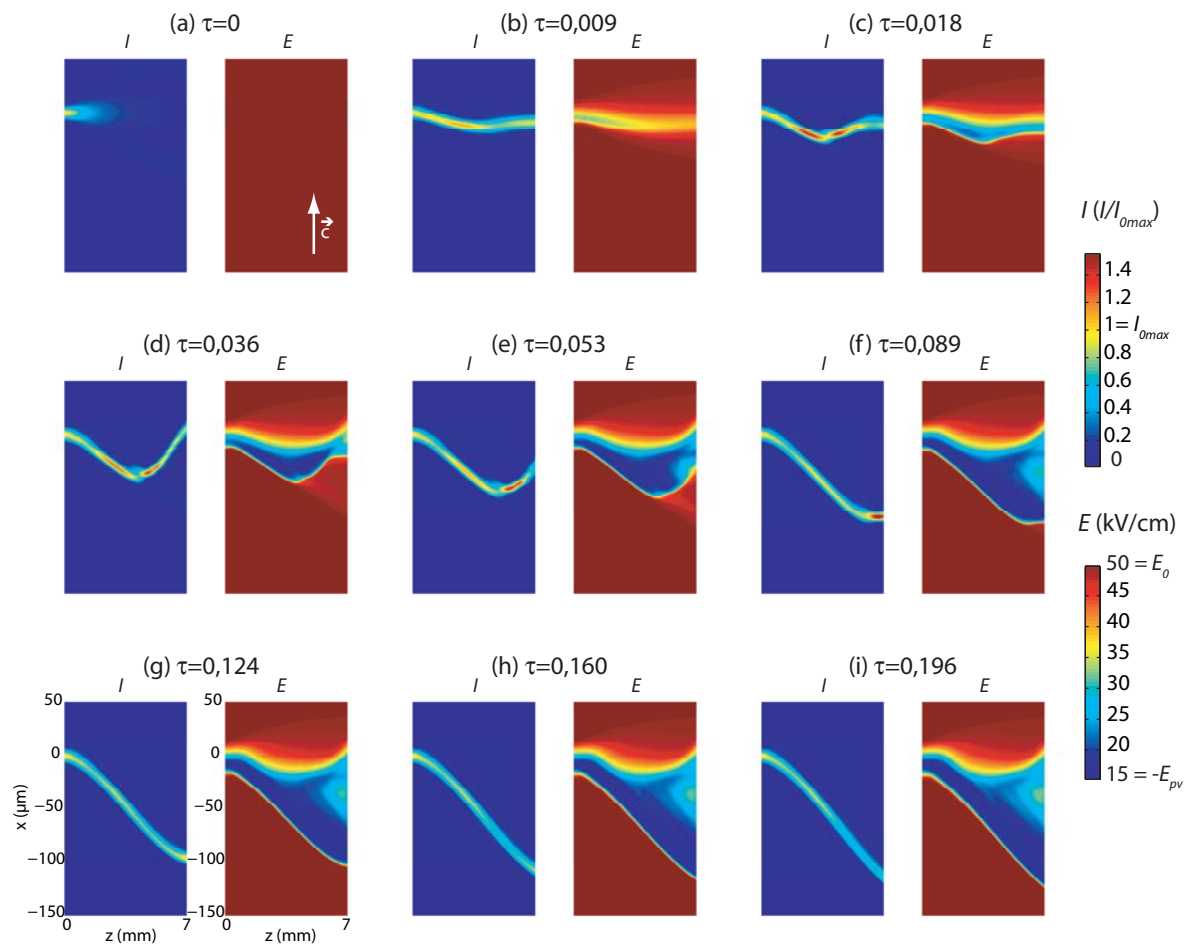 (a) τ=0
I E
(b) τ=0,009
I E
(c) τ=0,018
I E
c
I (I/I0max)
1.4
1.2
1= I0max
0.8
0.6
0.4
0.2
0
(d) τ=0,036
I E
(e) τ=0,053
I E
(f) τ=0,089
I E
E (kV/cm)
50 = E0
45
40
35
30
25
20
15 = -Epv
(g) τ=0,124
I E
(h) τ=0,160
I E
(i) τ=0,196
I E
50 50
0 0
−50 −50
−100 −100
−150 −150
x (μm)
0 7 0 7
z (mm) z (mm)